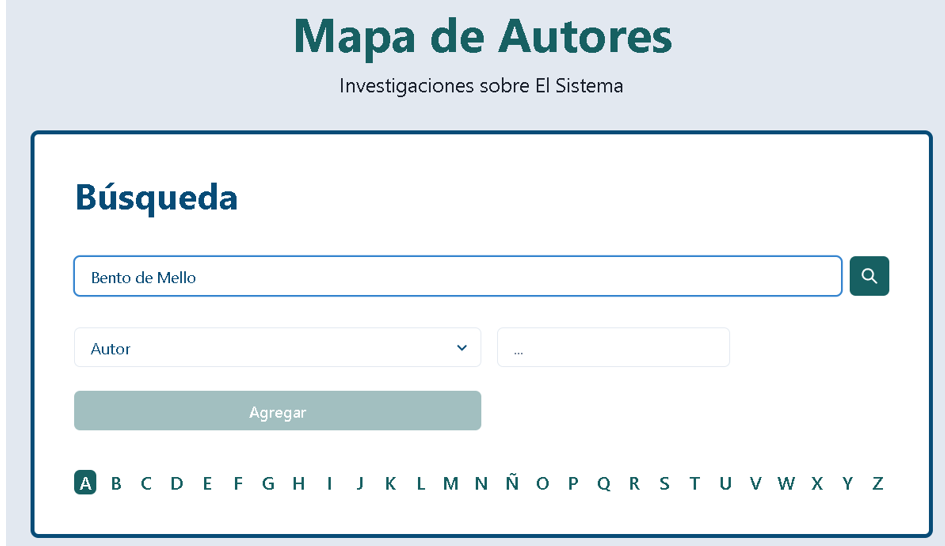 Mapa de Autores
Investigaciones sobre El Sistema
Búsqueda
Bento de Mello
Autor
...
Agregar
A B C D E F G H I J K L M N Ñ O P Q R S T U V W X Y Z